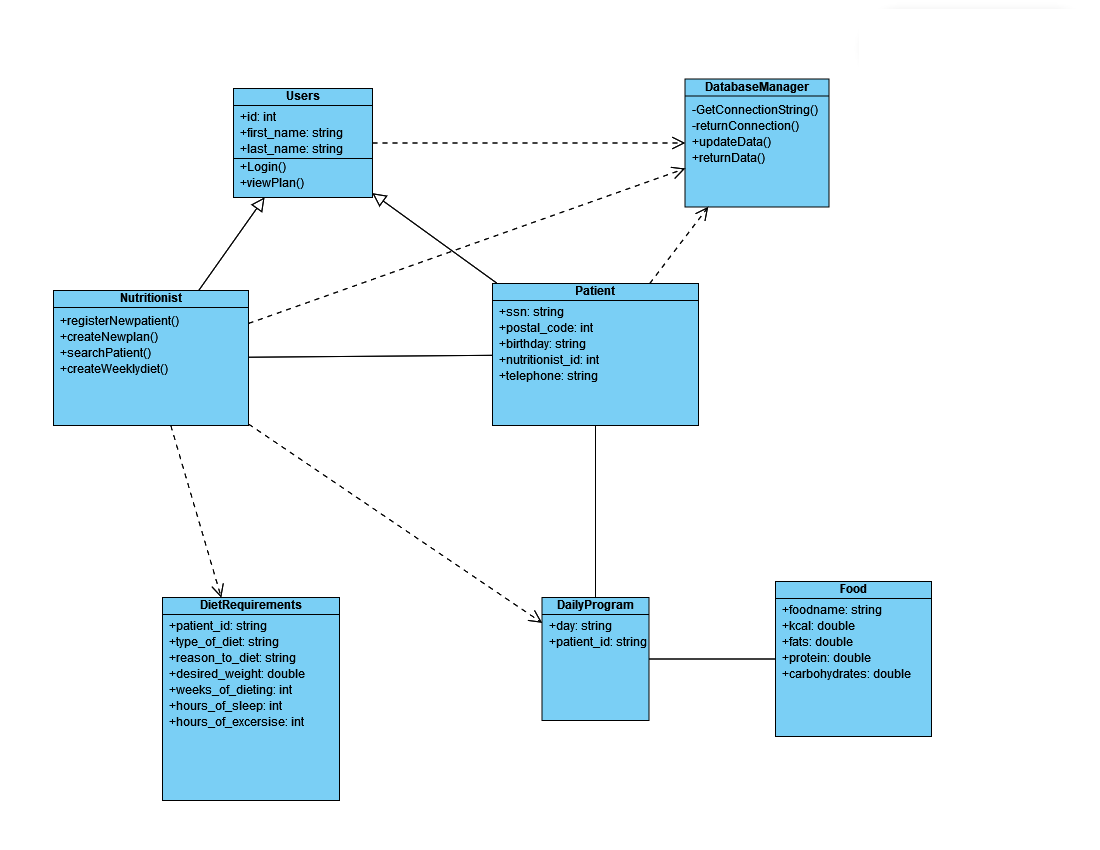 Users
+id: int
+first_name: string
+last_name: string
+Login()
+viewPlan()
DatabaseManager
-GetConnectionString()
-returnConnection()
+updateData()
+returnData()
Nutritionist
+registerNewpatient()
+createNewplan()
+searchPatient()
+createWeeklydiet()
Patient
+ssn: string
+postal_code: int
+birthday: string
+nutritionist_id: int
+telephone: string
DietRequirements
+patient_id: string
+type_of_diet: string
+reason_to_diet: string
+desired_weight: double
+weeks_of_dieting: int
+hours_of_sleep: int
+hours_of_excersise: int
DailyProgram
+day: string
+patient_id: string
Food
+foodname: string
+kcal: double
+fats: double
+protein: double
+carbohydrates: double